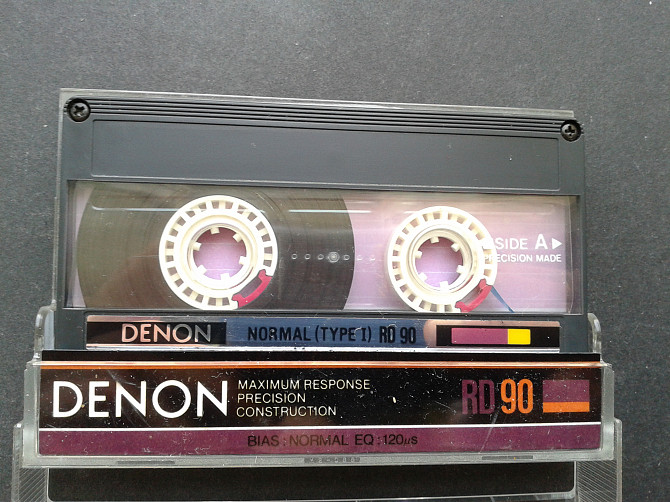 SIDE A
PRECISION MADE
DENON NORMAL (TYPE I) RD 90
DENON
MAXIMUM RESPONSE
PRECISION
CONSTRUCTION
RD 90
BIAS : NORMAL EQ : 120µs